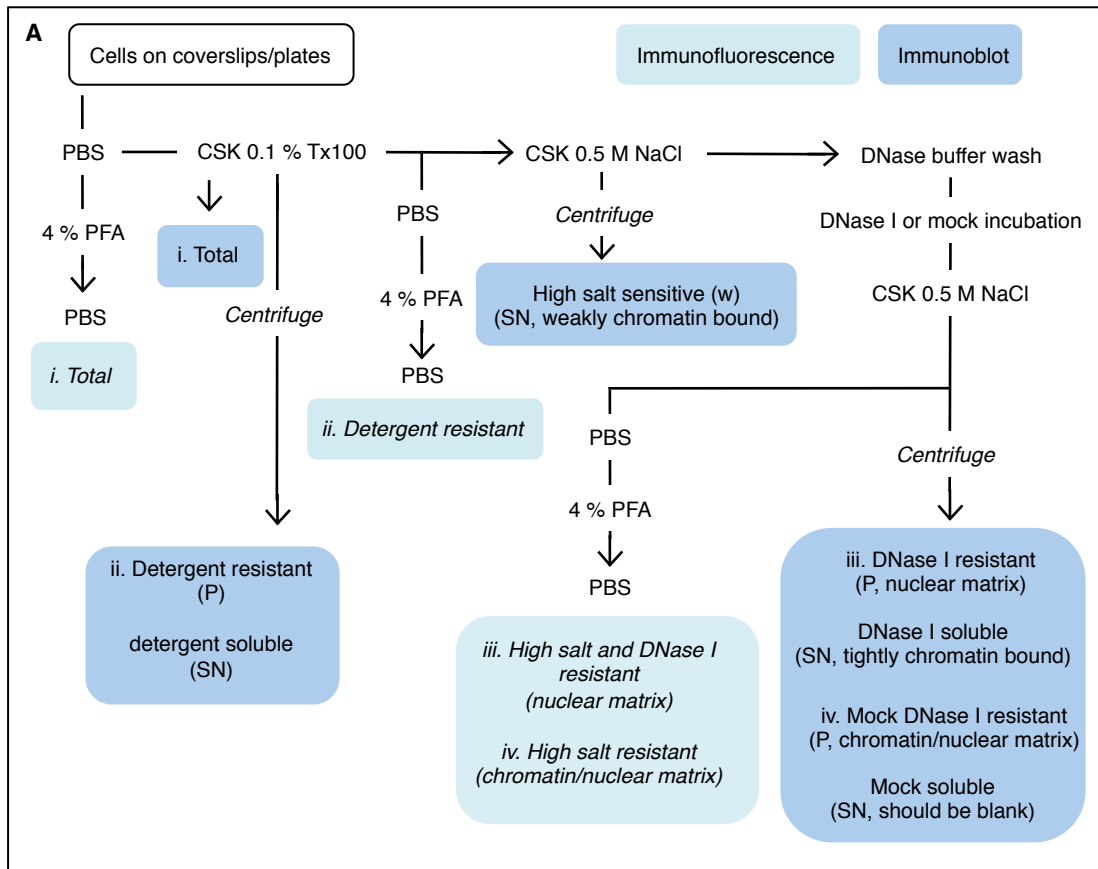 A
Cells on coverslips/plates
Immunofluorescence
Immunoblot
PBS
CSK 0.1 % Tx100
CSK 0.5 M NaCl
DNase buffer wash
4 % PFA
i. Total
PBS
i. Total
Centrifuge
ii. Detergent resistant
(P)
detergent soluble
(SN)
PBS
4 % PFA
PBS
ii. Detergent resistant
Centrifuge
High salt sensitive (w)
(SN, weakly chromatin bound)
DNase I or mock incubation
CSK 0.5 M NaCl
PBS
4 % PFA
PBS
iii. High salt and DNase I
resistant
(nuclear matrix)
iv. High salt resistant
(chromatin/nuclear matrix)
Centrifuge
iii. DNase I resistant
(P, nuclear matrix)
DNase I soluble
(SN, tightly chromatin bound)
iv. Mock DNase I resistant
(P, chromatin/nuclear matrix)
Mock soluble
(SN, should be blank)